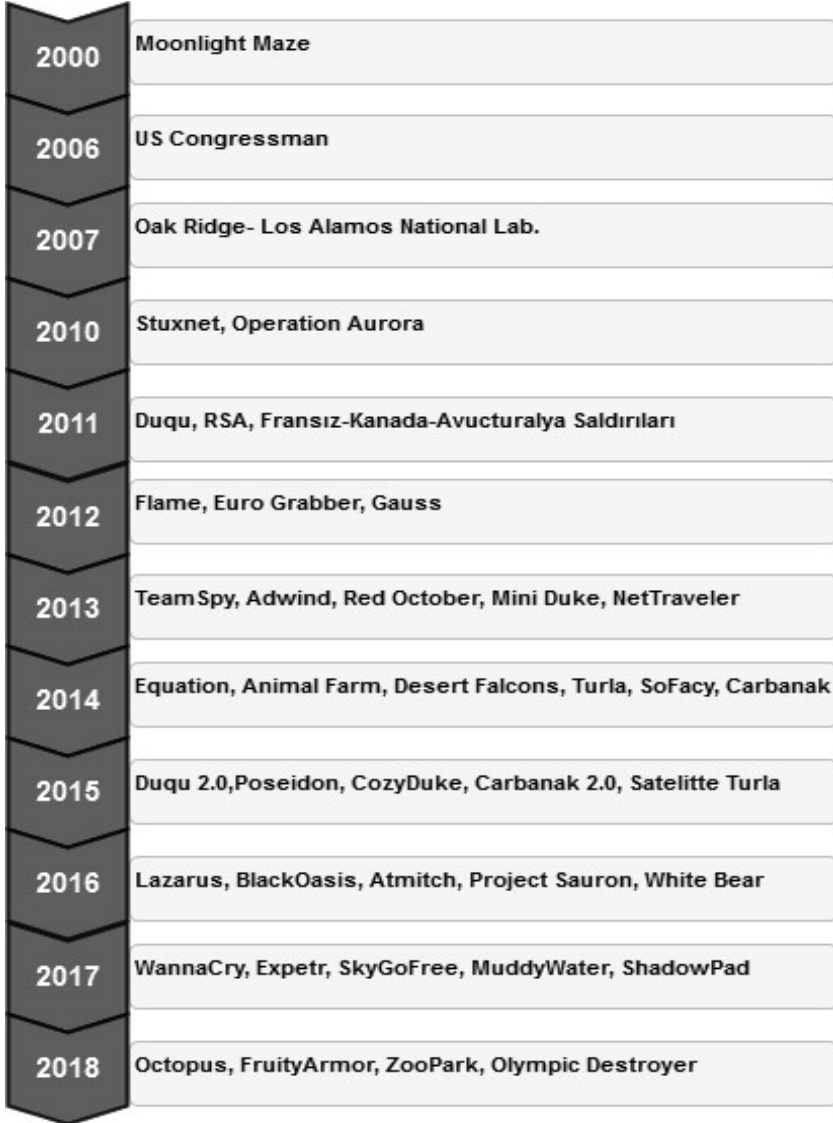 2000
Moonlight Maze
2006
US Congressman
2007
Oak Ridge- Los Alamos National Lab.
2010
Stuxnet, Operation Aurora
2011
Duqu, RSA, Fransız-Kanada-Avucturalya Saldırıları
2012
Flame, Euro Grabber, Gauss
2013
TeamSpy, Adwind, Red October, Mini Duke, NetTraveler
2014
Equation, Animal Farm, Desert Falcons, Turla, SoFacy, Carbanak
2015
Duqu 2.0,Poseidon, CozyDuke, Carbanak 2.0, Satelitte Turla
2016
Lazarus, BlackOasis, Atmitch, Project Sauron, White Bear
2017
WannaCry, Expetr, SkyGoFree, MuddyWater, ShadowPad
2018
Octopus, FruityArmor, ZooPark, Olympic Destroyer